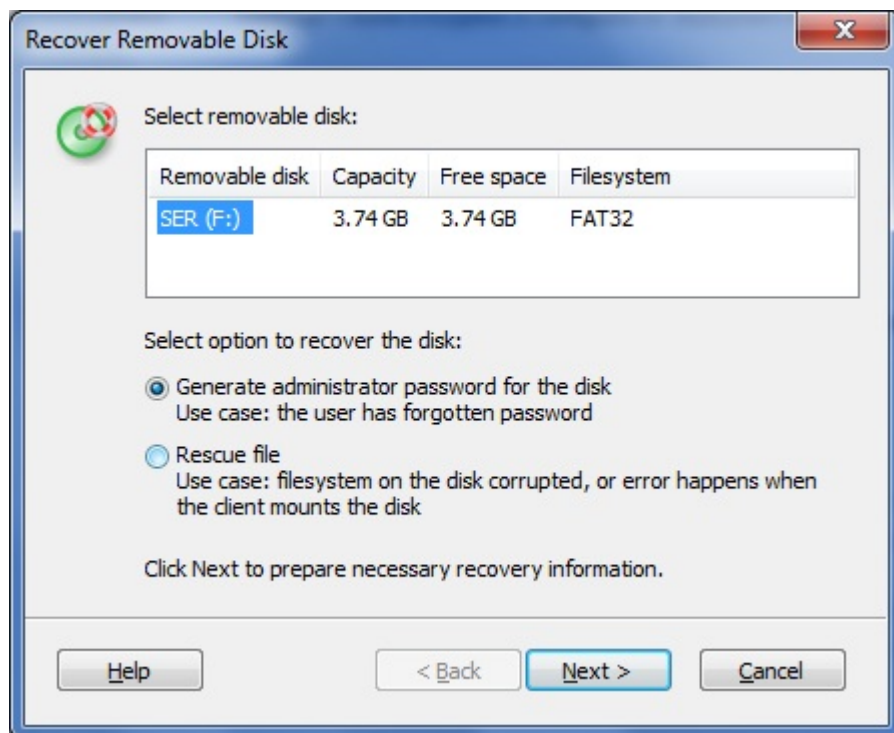 Recover Removable Disk
Select removable disk:
Removable disk Capacity Free space Filesystem
SER (F:) 3.74 GB 3.74 GB FAT32
Select option to recover the disk:
Generate administrator password for the disk
Use case: the user has forgotten password
Rescue file
Use case: filesystem on the disk corrupted, or error happens when
the client mounts the disk
Click Next to prepare necessary recovery information.
Help < Back Next > Cancel